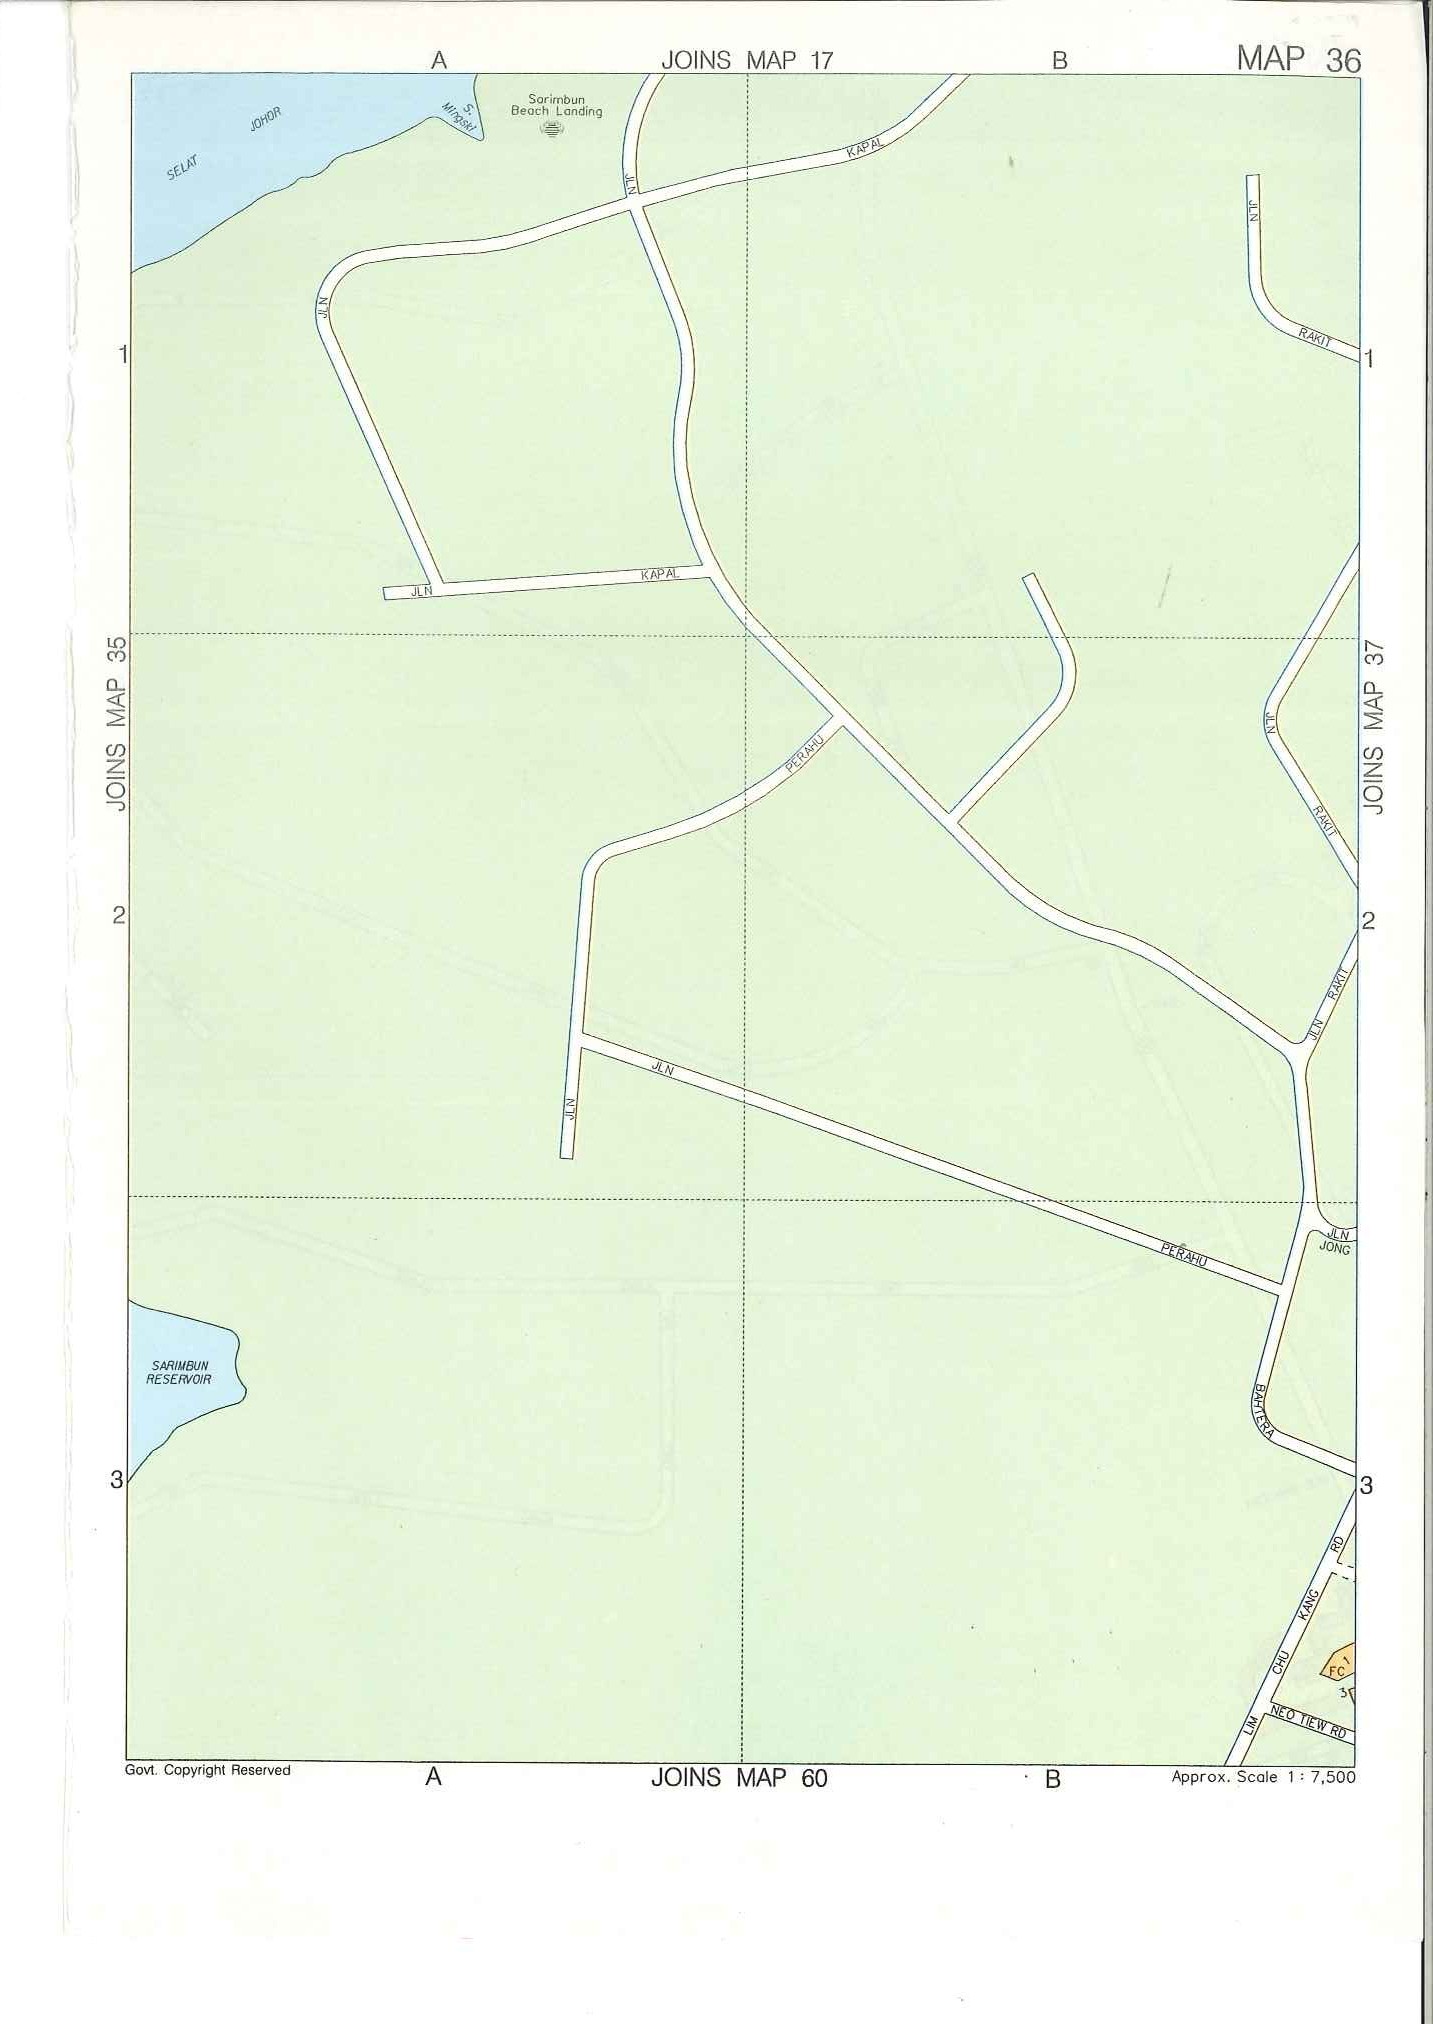 A
JOINS MAP 17
B
MAP 36
SELAT JOHOR
S. Mingski
Sarimbun
Beach Landing
JLN
KAPAL
JLN
JLN
RAKIT
1
1
JLN
KAPAL
JLN
JOINS MAP 35
JOINS MAP 37
PERAHU
JLN
RAKIT
2
2
JLN RAKIT
JLN
JLN
PERAHU
JLN
JONG
SARIMBUN
RESERVOIR
BAHTERA
3
3
LIM CHU KANG RD
1
FC
3
NEO TIEW RD
Govt. Copyright Reserved
A
JOINS MAP 60
B
Approx. Scale 1 : 7,500